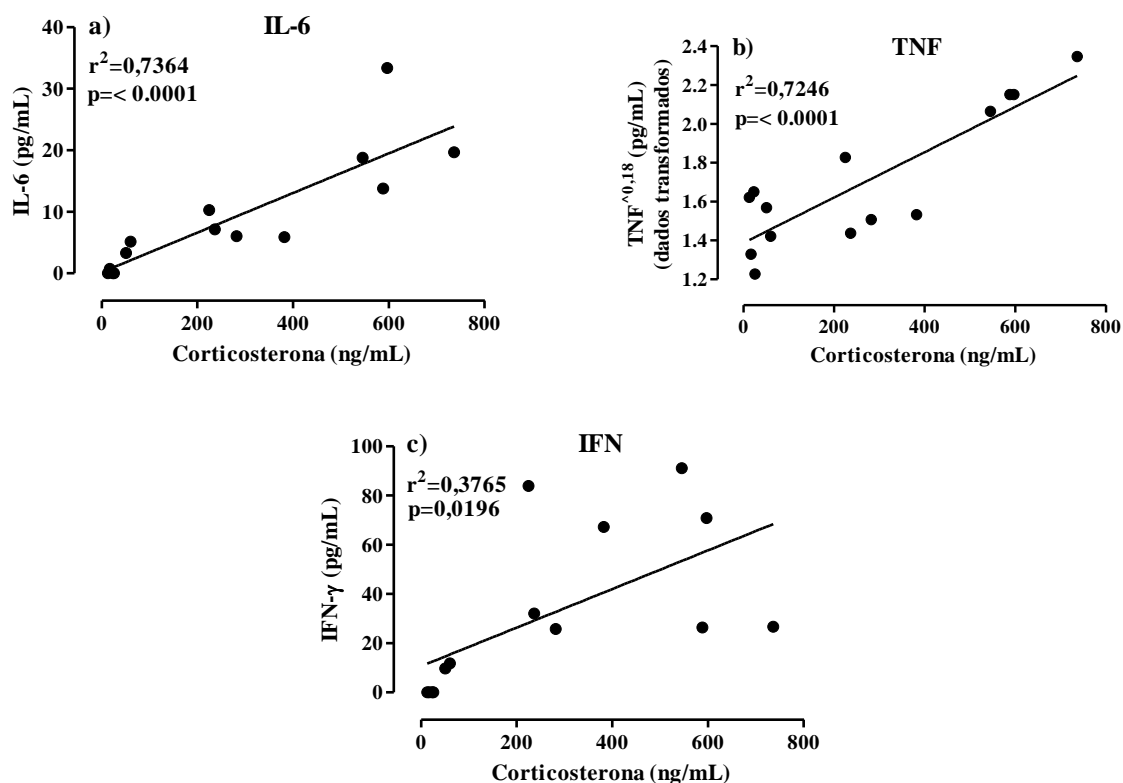 a)
IL-6
r²=0,7364
p=< 0.0001
IL-6 (pg/mL)
40
30
20
10
0
0 200 400 600 800
Corticosterona (ng/mL)
b)
TNF
r²=0,7246
p=< 0.0001
TNF^0,18 (pg/mL)
(dados transformados)
2.4
2.2
2.0
1.8
1.6
1.4
1.2
0 200 400 600 800
Corticosterona (ng/mL)
c)
IFN
r²=0,3765
p=0,0196
IFN-γ (pg/mL)
100
80
60
40
20
0
0 200 400 600 800
Corticosterona (ng/mL)